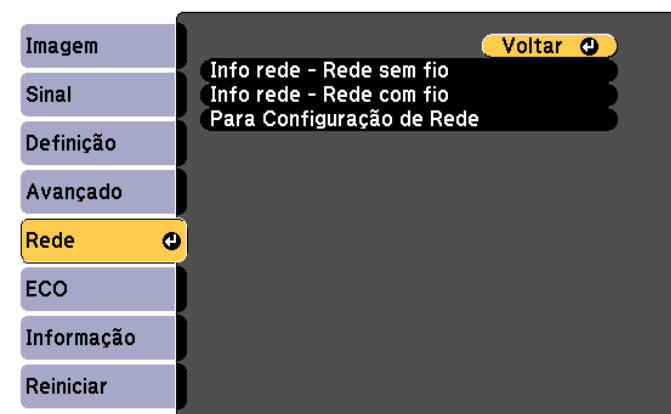 Imagem
Sinal
Definição
Avançado
Rede
ECO
Informação
Reiniciar
Voltar
Info rede - Rede sem fio
Info rede - Rede com fio
Para Configuração de Rede